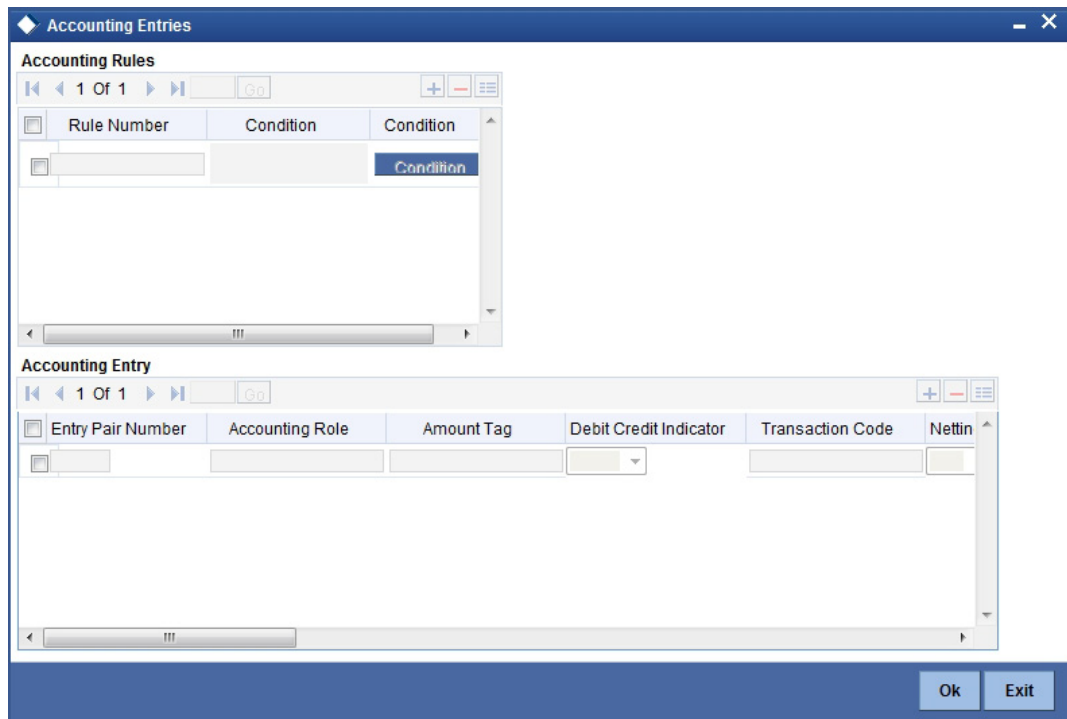 Accounting Entries
Accounting Rules
1 Of 1 Go
Rule Number Condition Condition
Condition
Accounting Entry
1 Of 1 Go
Entry Pair Number Accounting Role Amount Tag Debit Credit Indicator Transaction Code Nettin
Ok Exit